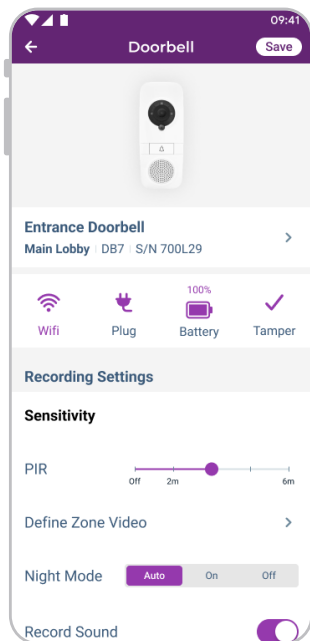 09:41
Doorbell
Save
Entrance Doorbell
Main Lobby DB7 S/N 700L29
100%
Wifi Plug Battery Tamper
Recording Settings
Sensitivity
PIR
Off 2m 6m
Define Zone Video
Night Mode Auto On Off
Record Sound